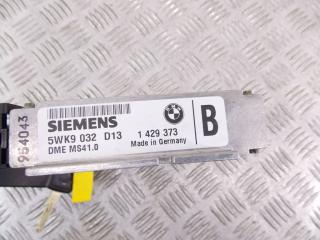 SIEMENS
5WK9 032 D13
DME MS41.0
1 429 373
Made in Germany
B
964043